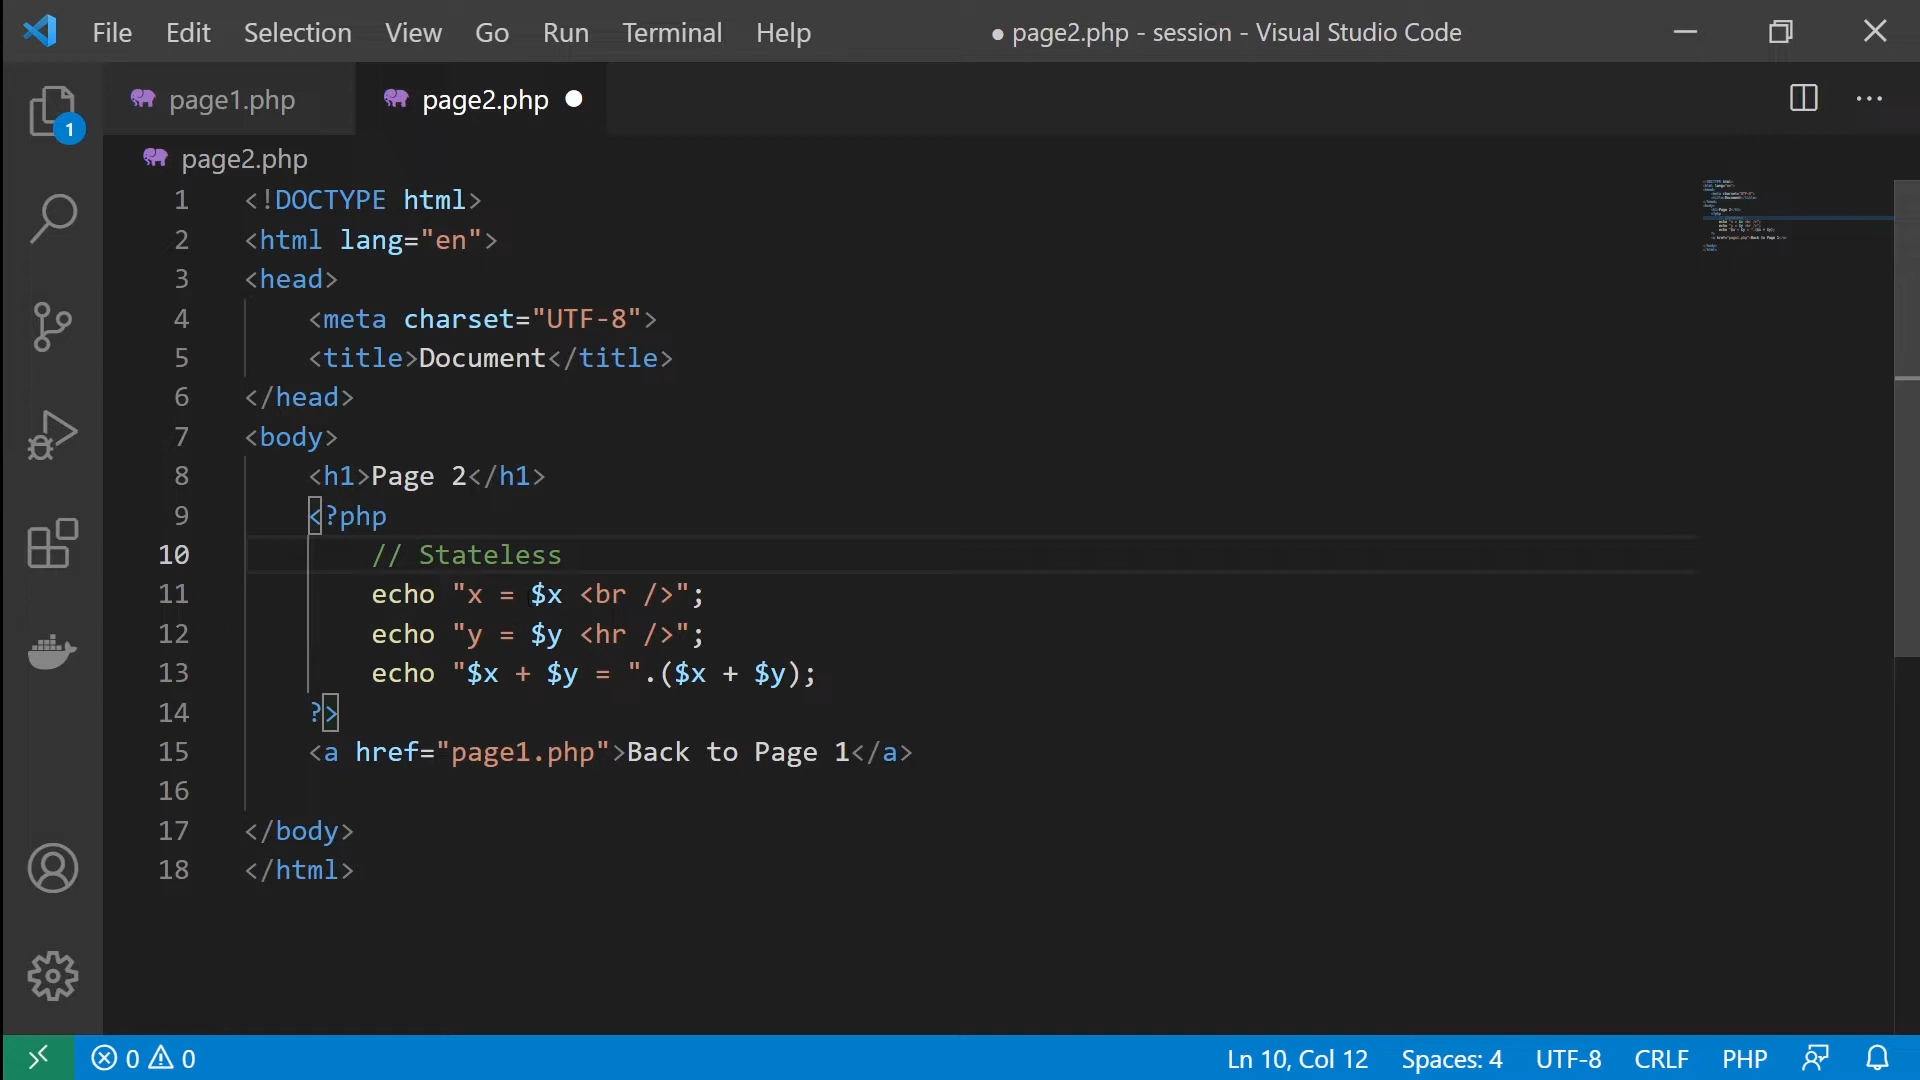 File Edit Selection View Go Run Terminal Help ● page2.php - session - Visual Studio Code
1
page1.php page2.php ●
page2.php
1 <!DOCTYPE html>
2 <html lang="en">
3 <head>
4 <meta charset="UTF-8">
5 <title>Document</title>
6 </head>
7 <body>
8 <h1>Page 2</h1>
9 <?php
10 // Stateless
11 echo "x = $x <br />";
12 echo "y = $y <hr />";
13 echo "$x + $y = ".($x + $y);
14 ?>
15 <a href="page1.php">Back to Page 1</a>
16
17 </body>
18 </html>
0 0 Ln 10, Col 12 Spaces: 4 UTF-8 CRLF PHP